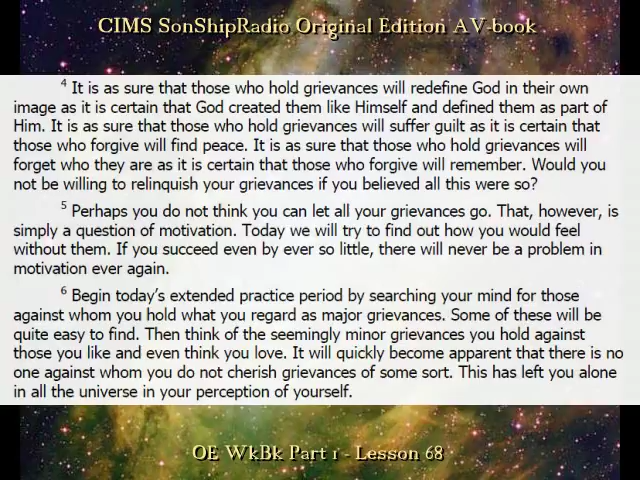 CIMS SonShipRadio Original Edition AV-book
4 It is as sure that those who hold grievances will redefine God in their own
image as it is certain that God created them like Himself and defined them as part of
Him. It is as sure that those who hold grievances will suffer guilt as it is certain that
those who forgive will find peace. It is as sure that those who hold grievances will
forget who they are as it is certain that those who forgive will remember. Would you
not be willing to relinquish your grievances if you believed all this were so?
5 Perhaps you do not think you can let all your grievances go. That, however, is
simply a question of motivation. Today we will try to find out how you would feel
without them. If you succeed even by ever so little, there will never be a problem in
motivation ever again.
6 Begin today’s extended practice period by searching your mind for those
against whom you hold what you regard as major grievances. Some of these will be
quite easy to find. Then think of the seemingly minor grievances you hold against
those you like and even think you love. It will quickly become apparent that there is no
one against whom you do not cherish grievances of some sort. This has left you alone
in all the universe in your perception of yourself.
OE WkBk Part 1 - Lesson 68